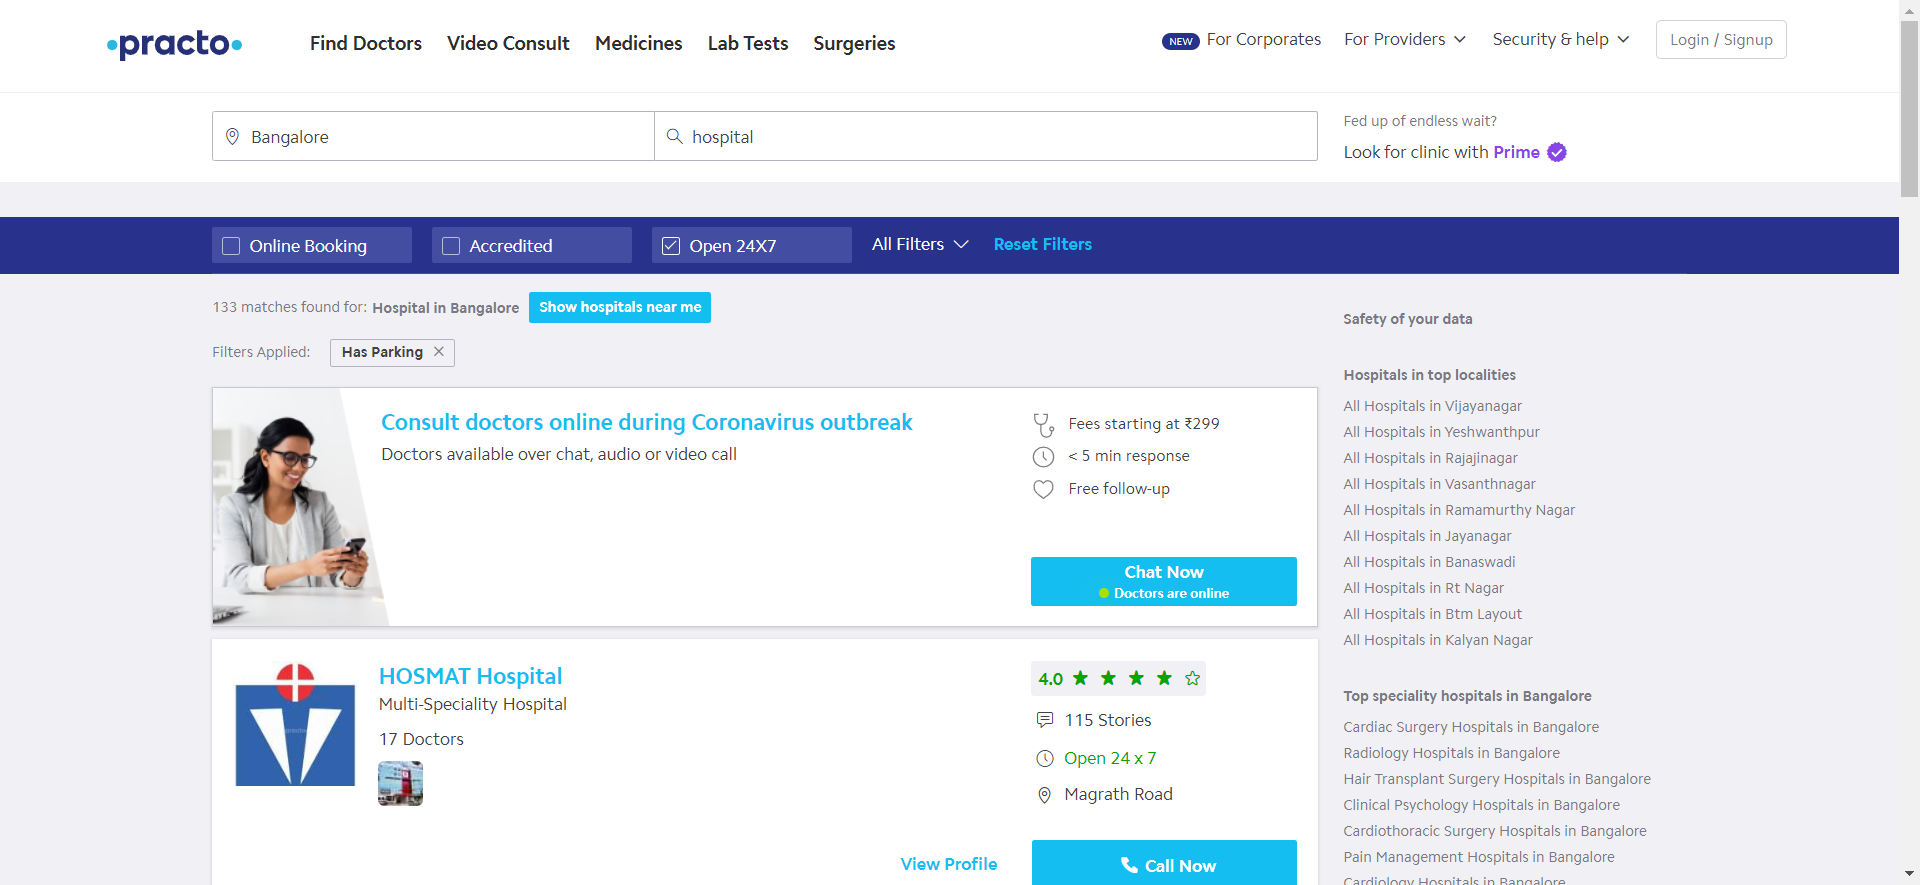 practo
Find Doctors
Video Consult
Medicines
Lab Tests
Surgeries
NEW For Corporates
For Providers
Security & help
Login / Signup
Bangalore
hospital
Fed up of endless wait?
Look for clinic with Prime
Online Booking
Accredited
Open 24X7
All Filters
Reset Filters
133 matches found for: Hospital in Bangalore
Show hospitals near me
Filters Applied:
Has Parking
Consult doctors online during Coronavirus outbreak
Doctors available over chat, audio or video call
Fees starting at ₹299
< 5 min response
Free follow-up
Chat Now
Doctors are online
HOSMAT Hospital
Multi-Speciality Hospital
17 Doctors
4.0
115 Stories
Open 24 x 7
Magrath Road
View Profile
Call Now
Safety of your data
Hospitals in top localities
All Hospitals in Vijayanagar
All Hospitals in Yeshwanthpur
All Hospitals in Rajajinagar
All Hospitals in Vasanthnagar
All Hospitals in Ramamurthy Nagar
All Hospitals in Jayanagar
All Hospitals in Banaswadi
All Hospitals in Rt Nagar
All Hospitals in Btm Layout
All Hospitals in Kalyan Nagar
Top speciality hospitals in Bangalore
Cardiac Surgery Hospitals in Bangalore
Radiology Hospitals in Bangalore
Hair Transplant Surgery Hospitals in Bangalore
Clinical Psychology Hospitals in Bangalore
Cardiothoracic Surgery Hospitals in Bangalore
Pain Management Hospitals in Bangalore
Cardiology Hospitals in Bangalore